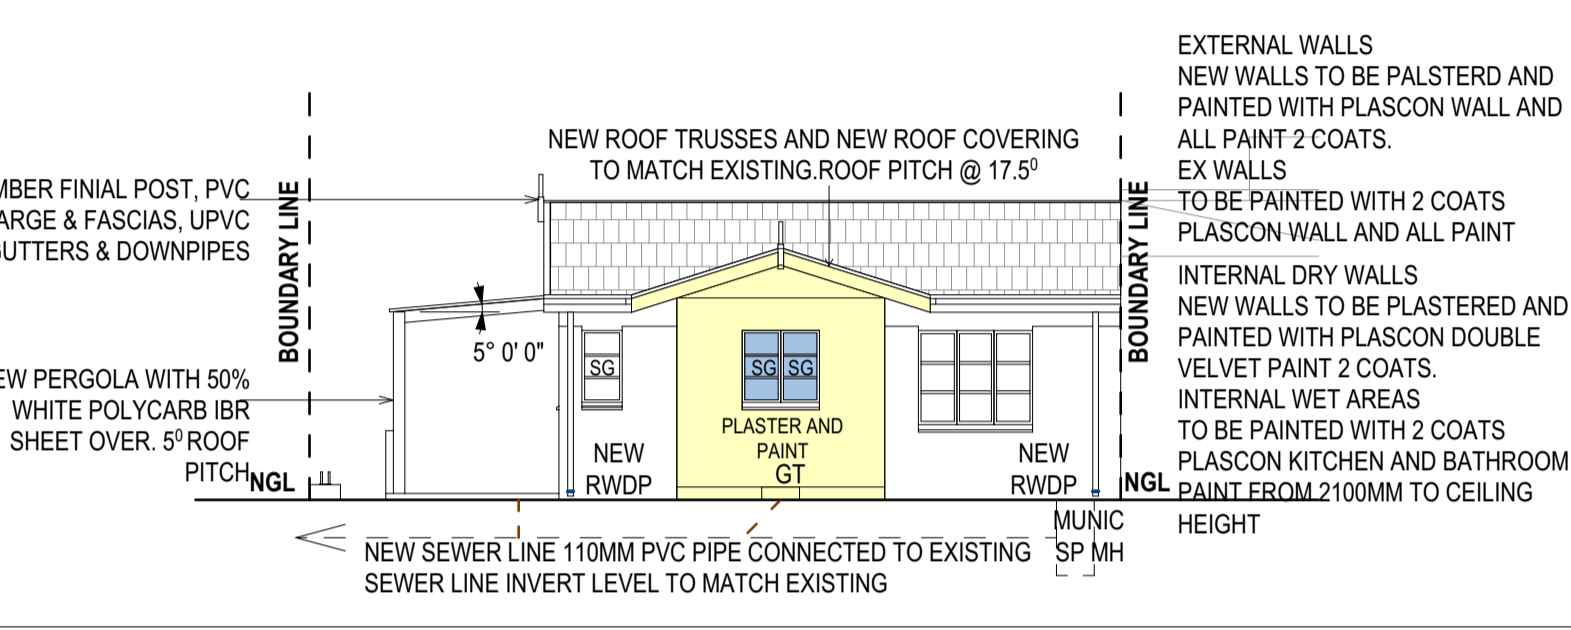 NEW ROOF TRUSSES AND NEW ROOF COVERING
TO MATCH EXISTING.ROOF PITCH @ 17.5⁰
FINIAL POST, PVC
& FASCIAS, UPVC
& DOWNPIPES
BOUNDARY LINE
5° 0' 0"
PERGOLA WITH 50%
WHITE POLYCARB IBR
SHEET OVER. 5⁰ ROOF
PITCH
NGL
SG
SG SG
PLASTER AND
PAINT
GT
NEW
RWDP
NEW
RWDP
BOUNDARY LINE
NGL
MUNIC
SP MH
NEW SEWER LINE 110MM PVC PIPE CONNECTED TO EXISTING
SEWER LINE INVERT LEVEL TO MATCH EXISTING
EXTERNAL WALLS
NEW WALLS TO BE PALSTERD AND
PAINTED WITH PLASCON WALL AND
ALL PAINT 2 COATS.
EX WALLS
TO BE PAINTED WITH 2 COATS
PLASCON WALL AND ALL PAINT
INTERNAL DRY WALLS
NEW WALLS TO BE PLASTERED AND
PAINTED WITH PLASCON DOUBLE
VELVET PAINT 2 COATS.
INTERNAL WET AREAS
TO BE PAINTED WITH 2 COATS
PLASCON KITCHEN AND BATHROOM
PAINT FROM 2100MM TO CEILING
HEIGHT